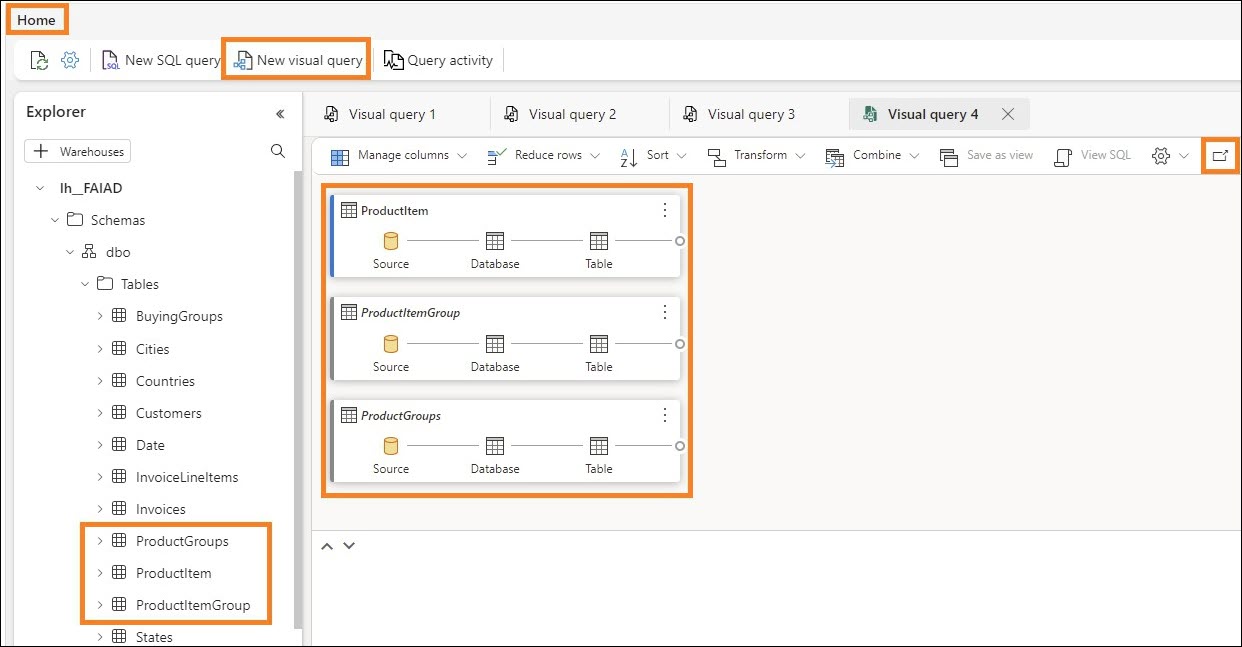 Home
New SQL query New visual query Query activity
Explorer
Visual query 1 Visual query 2 Visual query 3 Visual query 4
+ Warehouses
Manage columns Reduce rows Sort Transform Combine Save as view View SQL
lh__FAIAD
Schemas
dbo
Tables
BuyingGroups
Cities
Countries
Customers
Date
InvoiceLineItems
Invoices
ProductGroups
ProductItem
ProductItemGroup
States
ProductItem
Source Database Table
ProductItemGroup
Source Database Table
ProductGroups
Source Database Table